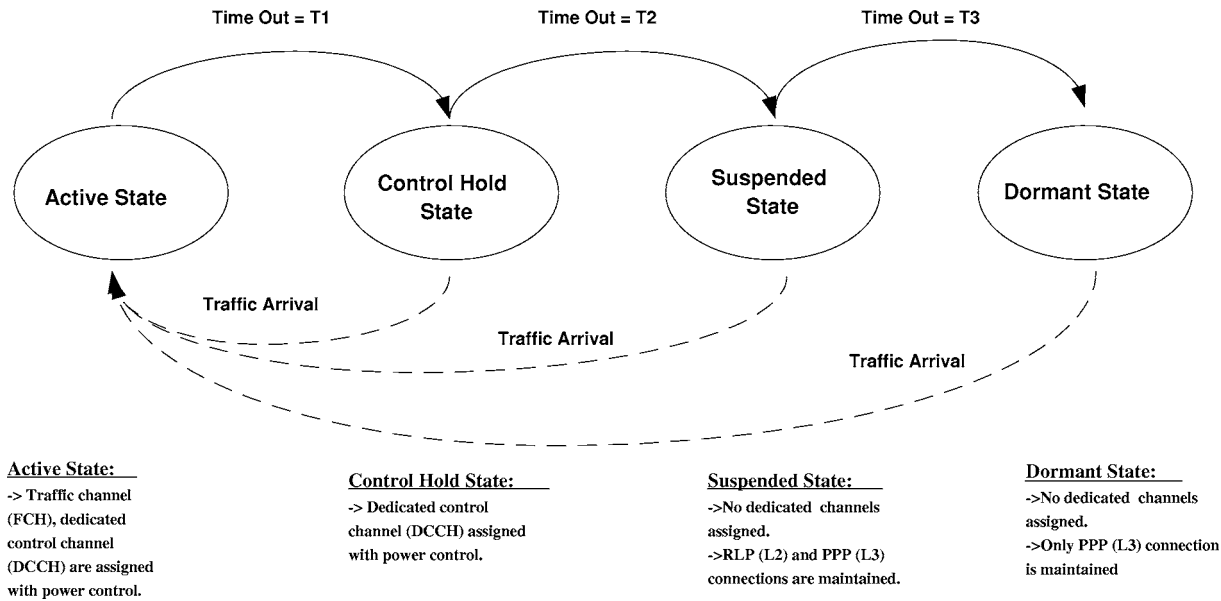 Time Out = T1
Time Out = T2
Time Out = T3
Active State
Control Hold
State
Suspended
State
Dormant State
Traffic Arrival
Traffic Arrival
Traffic Arrival
Active State:
-> Traffic channel
(FCH), dedicated
control channel
(DCCH) are assigned
with power control.
Control Hold State:
-> Dedicated control
channel (DCCH) assigned
with power control.
Suspended State:
->No dedicated channels
assigned.
->RLP (L2) and PPP (L3)
connections are maintained.
Dormant State:
->No dedicated channels
assigned.
->Only PPP (L3) connection
is maintained